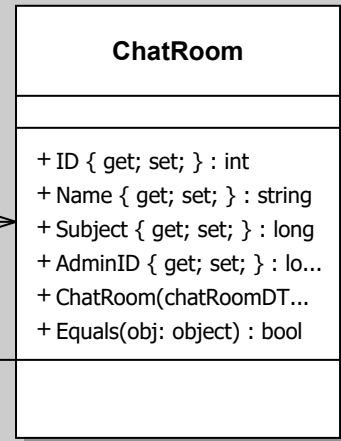 ChatRoom
+ ID { get; set; } : int
+ Name { get; set; } : string
+ Subject { get; set; } : long
+ AdminID { get; set; } : lo...
+ ChatRoom(chatRoomDT...
+ Equals(obj: object) : bool